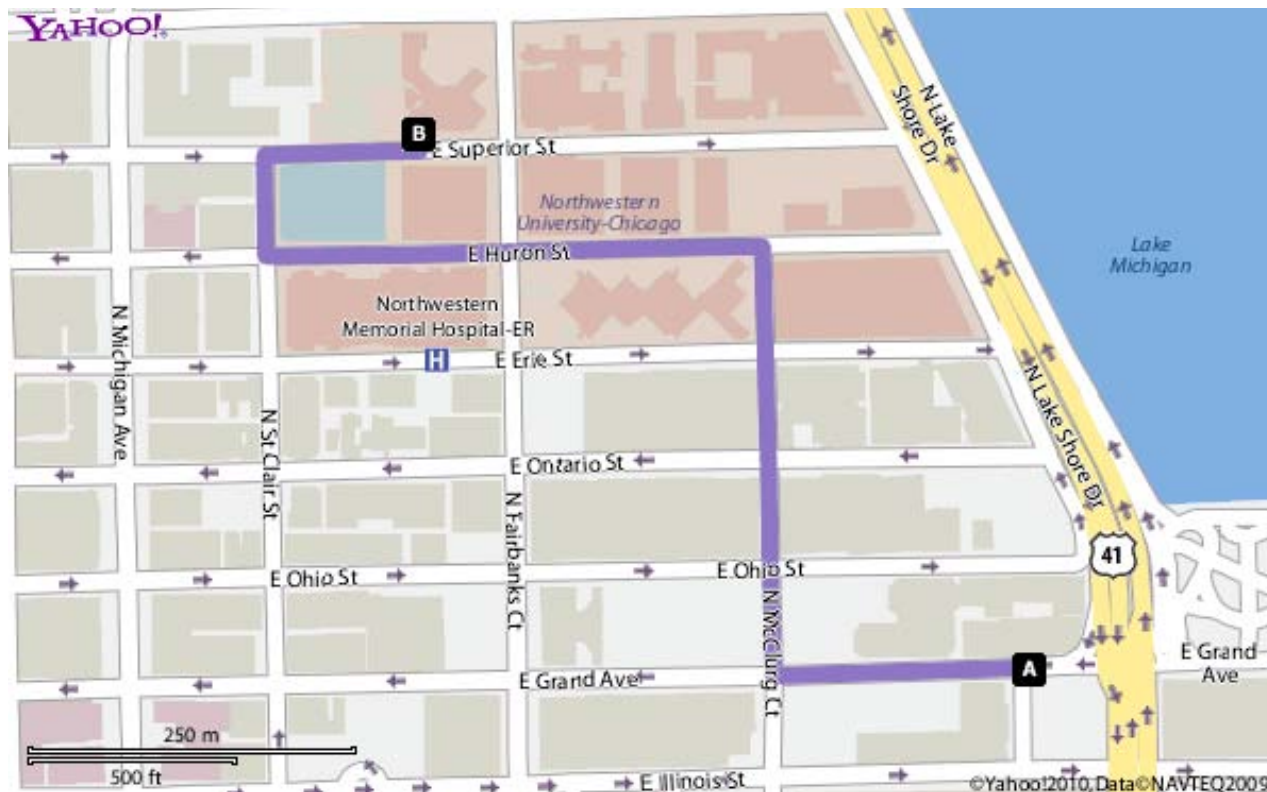 YAHOO!
B
E Superior St
N Lake
Shore Dr
Northwestern
University-Chicago
Lake
Michigan
E Huron St
Northwestern
Memorial Hospital-ER
H
E Erie St
N Michigan Ave
N St Clair St
N Lake Shore Dr
E Ontario St
N Fairbanks Ct
41
E Ohio St
E Ohio St
N McClurg Ct
A
E Grand
Ave
E Grand Ave
250 m
500 ft
E Illinois St
©Yahoo!2010,Data©NAVTEQ2009